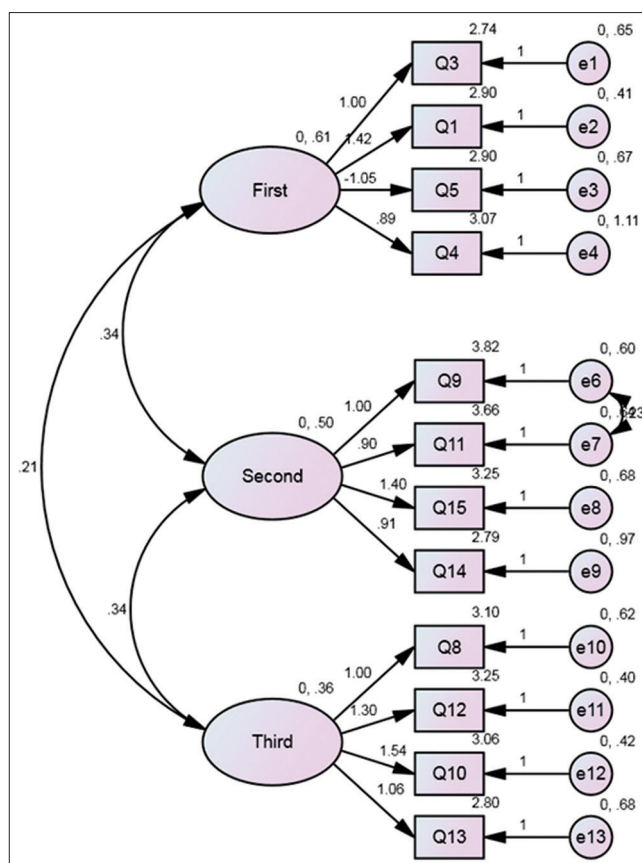 2.74
0, .65
Q3
1
e1
1.00
2.90
0, .41
0, .61
1.42
Q1
1
e2
2.90
0, .67
First
-1.05
Q5
1
e3
.89
3.07
0, 1.11
Q4
1
e4
.34
3.82
0, .60
Q9
1
e6
1.00
3.66
0, .50
.90
Q11
1
e7
3.25
0, .68
Second
1.40
Q15
1
e8
.21
.91
2.79
0, .97
Q14
1
e9
.34
3.10
0, .62
Q8
1
e10
1.00
3.25
0, .40
0, .36
1.30
Q12
1
e11
3.06
0, .42
Third
1.54
Q10
1
e12
1.06
2.80
0, .68
Q13
1
e13